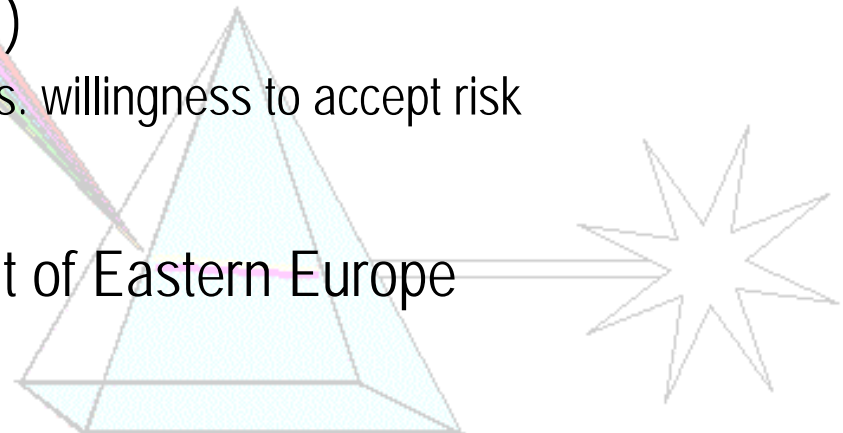 )
s. willingness to accept risk
t of Eastern Europe